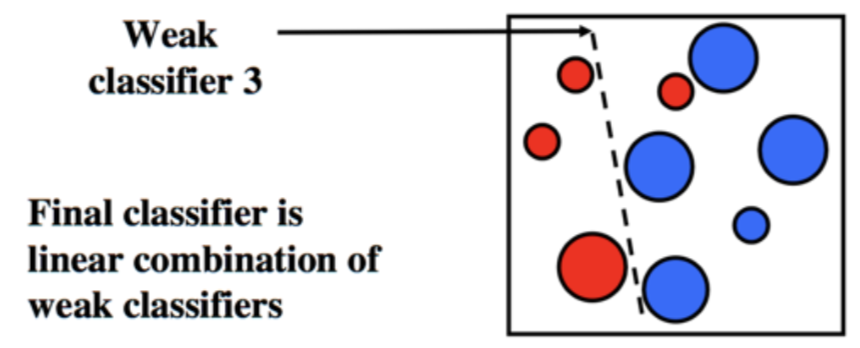 Weak
classifier 3
Final classifier is
linear combination of
weak classifiers